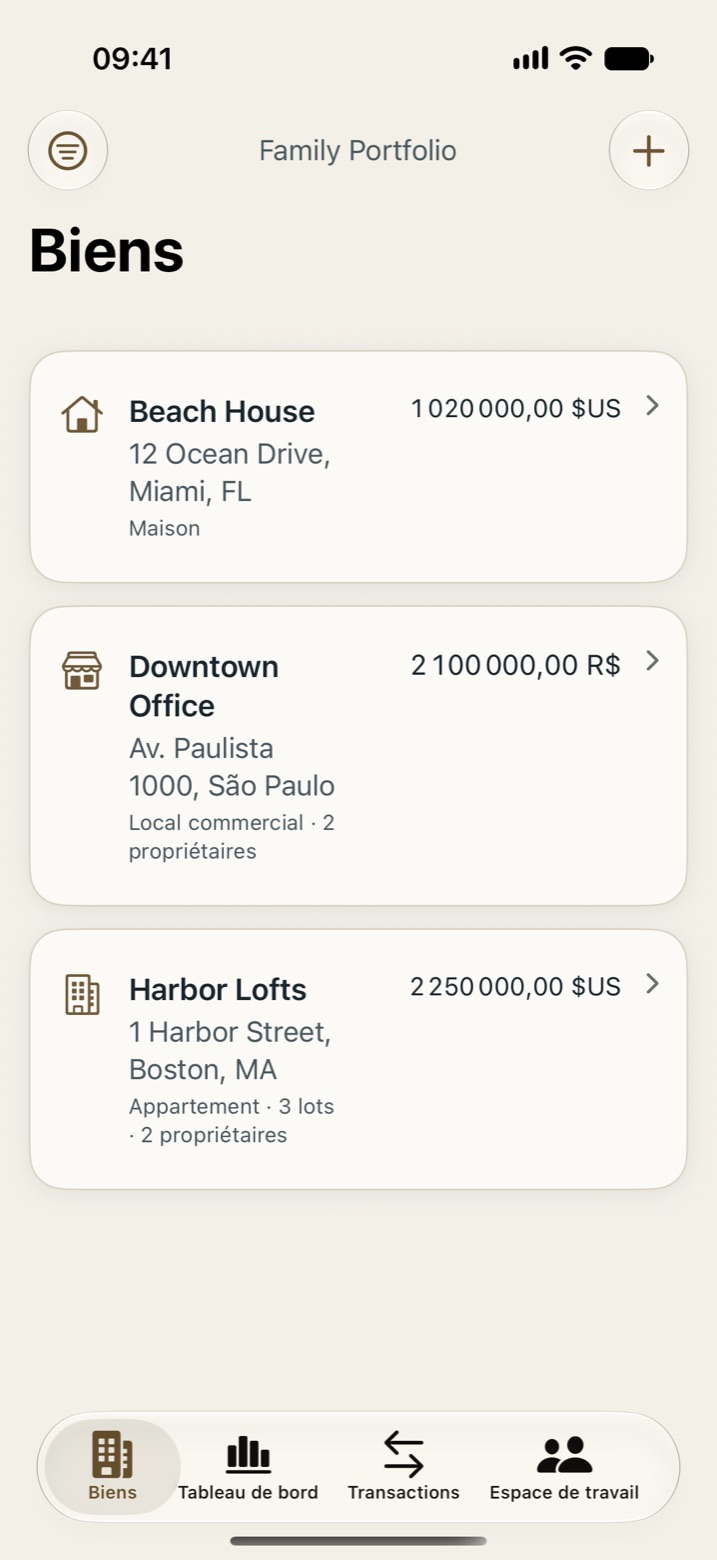 09:41
Family Portfolio
Biens
Beach House
1 020 000,00 $US
12 Ocean Drive,
Miami, FL
Maison
Downtown
Office
2 100 000,00 R$
Av. Paulista
1000, São Paulo
Local commercial · 2
propriétaires
Harbor Lofts
2 250 000,00 $US
1 Harbor Street,
Boston, MA
Appartement · 3 lots
· 2 propriétaires
Biens
Tableau de bord
Transactions
Espace de travail